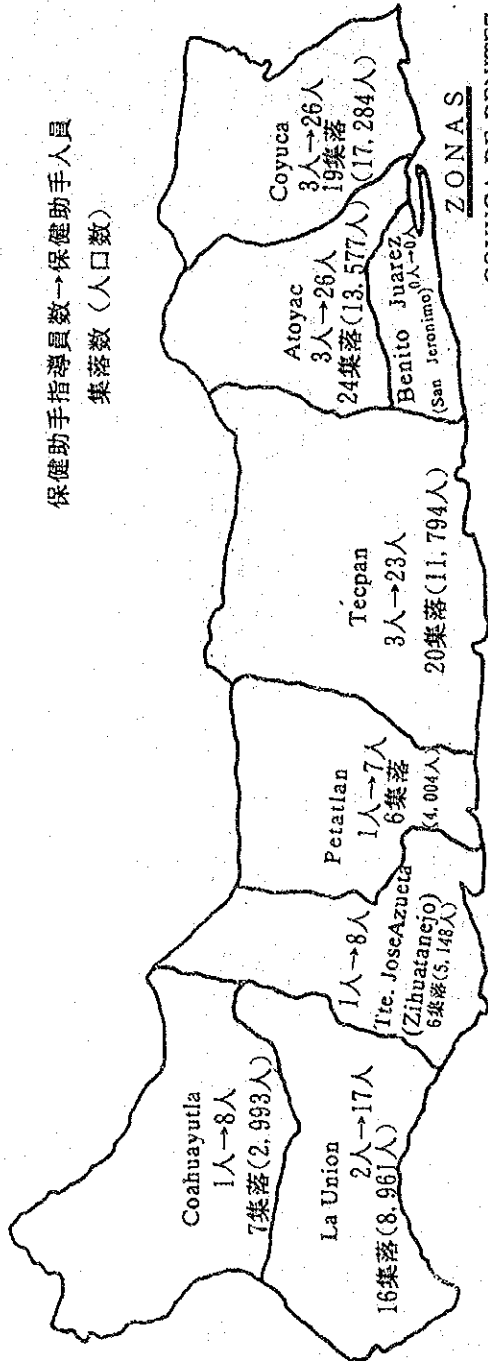 保健助手指導員数→保健助手人員
集落数（人口数）
Coahuayutla
1人→8人
7集落(2,993人)
La Union
2人→17人
16集落(8,961人)
1人→8人
Tte. Jose Azueta
(Zihuatanejo)
6集落(5,148人)
Petatlan
1人→7人
6集落
(4,004人)
Técpan
3人→23人
20集落(11,794人)
Atoyac
3人→26人
24集落(13,577人)
Benito Juarez
(San Jeronimo) 0人→0人
Coyuca
3人→26人
19集落
(17,284人)
ZONAS